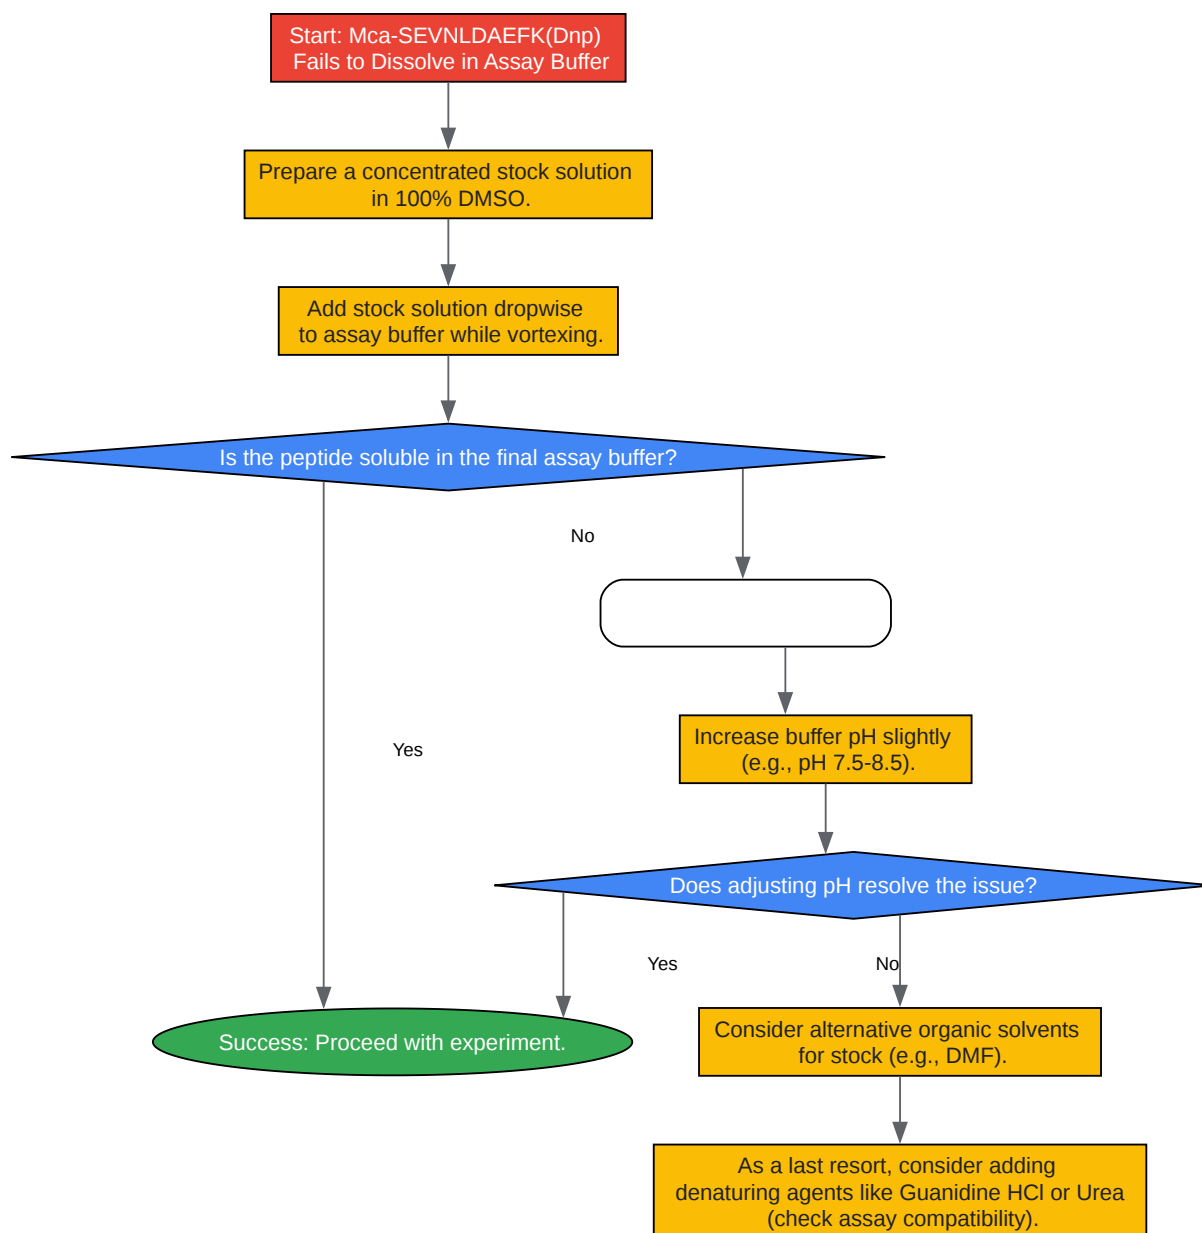 Start: Mca-SEVNLDAEFK(Dnp)
Fails to Dissolve in Assay Buffer
Prepare a concentrated stock solution
in 100% DMSO.
Add stock solution dropwise
to assay buffer while vortexing.
Is the peptide soluble in the final assay buffer?
No
Yes
Increase buffer pH slightly
(e.g., pH 7.5-8.5).
Does adjusting pH resolve the issue?
Yes
No
Success: Proceed with experiment.
Consider alternative organic solvents
for stock (e.g., DMF).
As a last resort, consider adding
denaturing agents like Guanidine HCl or Urea
(check assay compatibility).